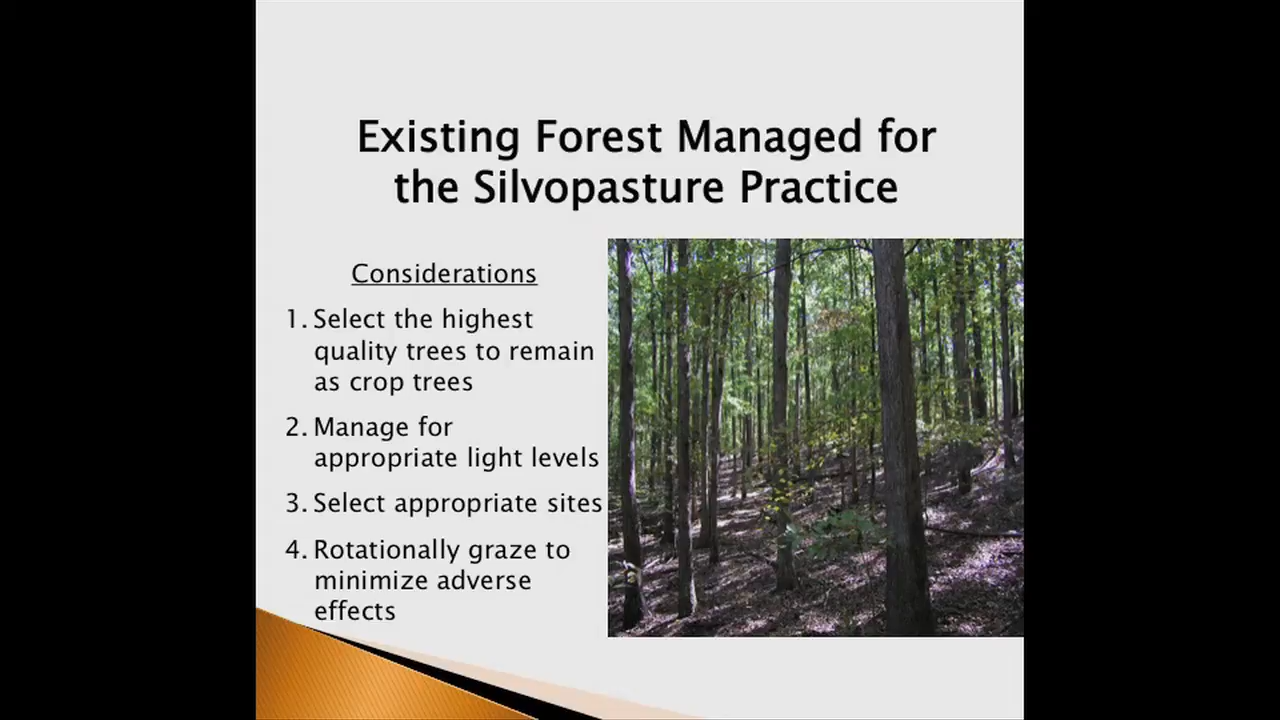 Existing Forest Managed for
the Silvopasture Practice
Considerations
1. Select the highest
quality trees to remain
as crop trees
2. Manage for
appropriate light levels
3. Select appropriate sites
4. Rotationally graze to
minimize adverse
effects